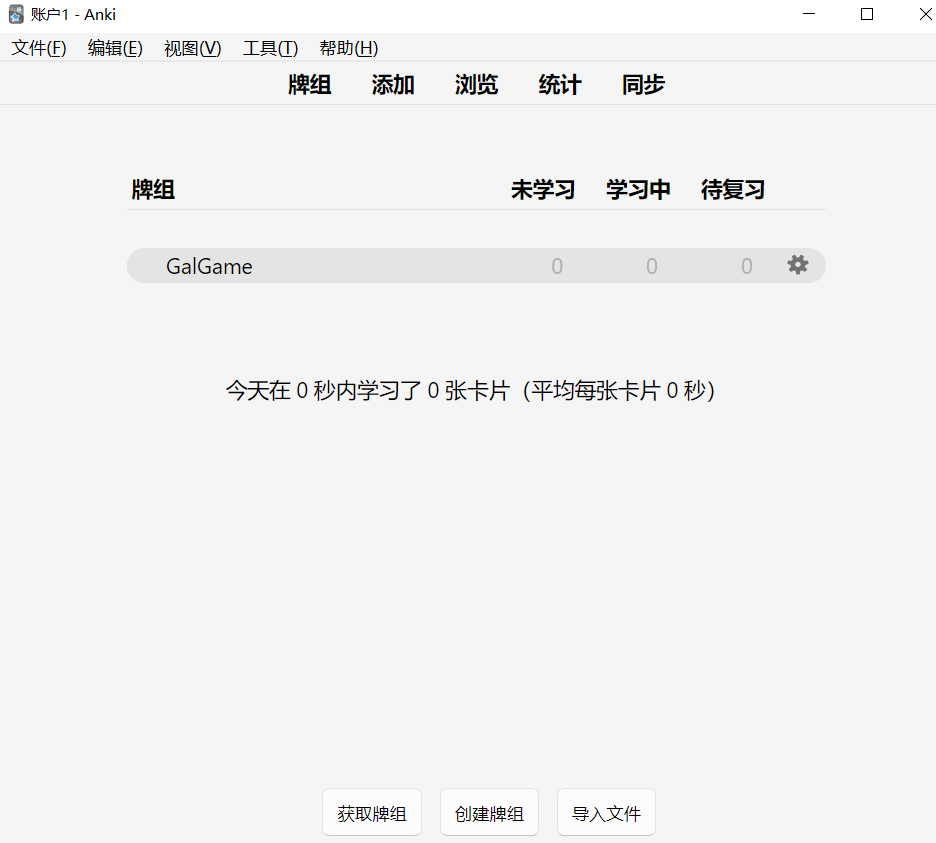 账户1 - Anki
文件(F) 编辑(E) 视图(V) 工具(T) 帮助(H)
牌组 添加 浏览 统计 同步
牌组 未学习 学习中 待复习
GalGame 0 0 0
今天在 0 秒内学习了 0 张卡片（平均每张卡片 0 秒）
获取牌组 创建牌组 导入文件